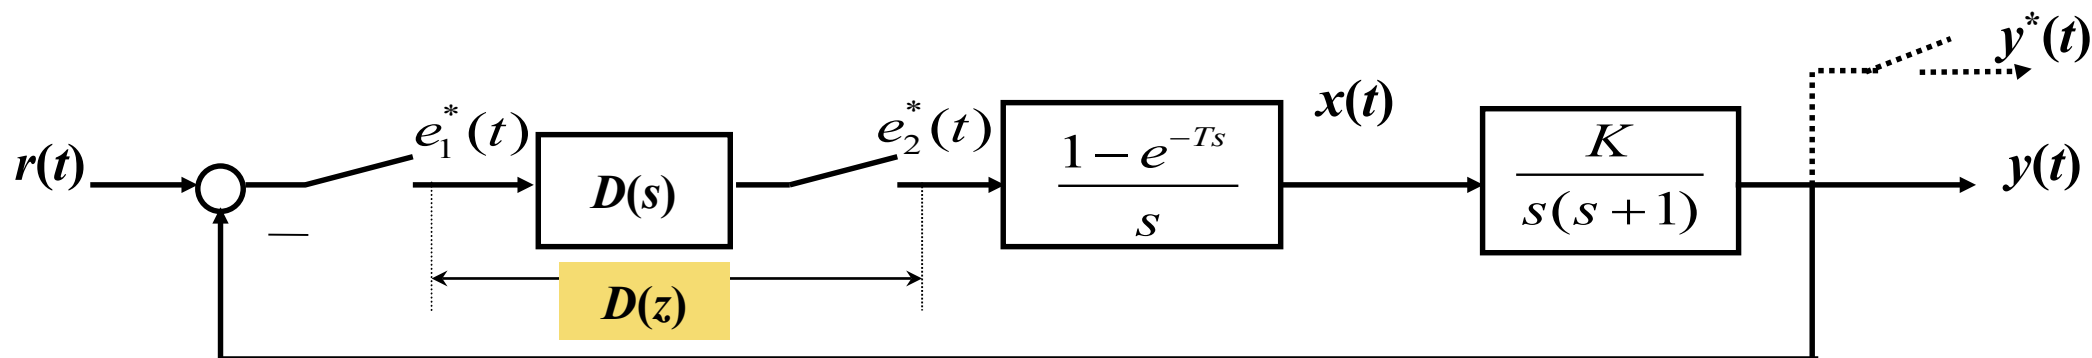 y*(t)
r(t)
e₁*(t)
D(s)
e₂*(t)
1 − e^{−Ts}
s
x(t)
K
s(s + 1)
y(t)
−
D(z)